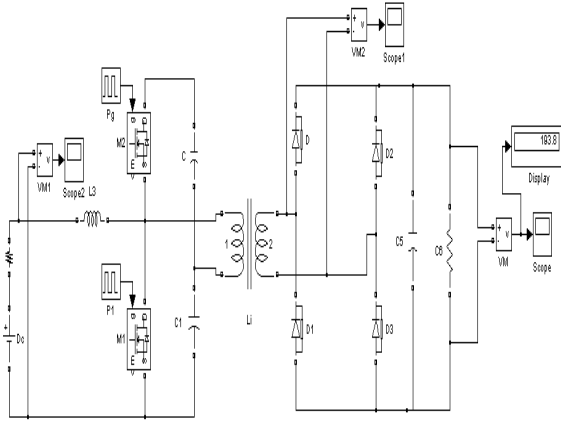 VM2
Scope1
Pg
M2
C
D
D2
193.8
Display
VM1
Scope2
L3
1
2
C5
C6
VM
Scope
P1
M1
C1
Li
D1
D3
Dc
+
-
v
+
-
v
+
-
v